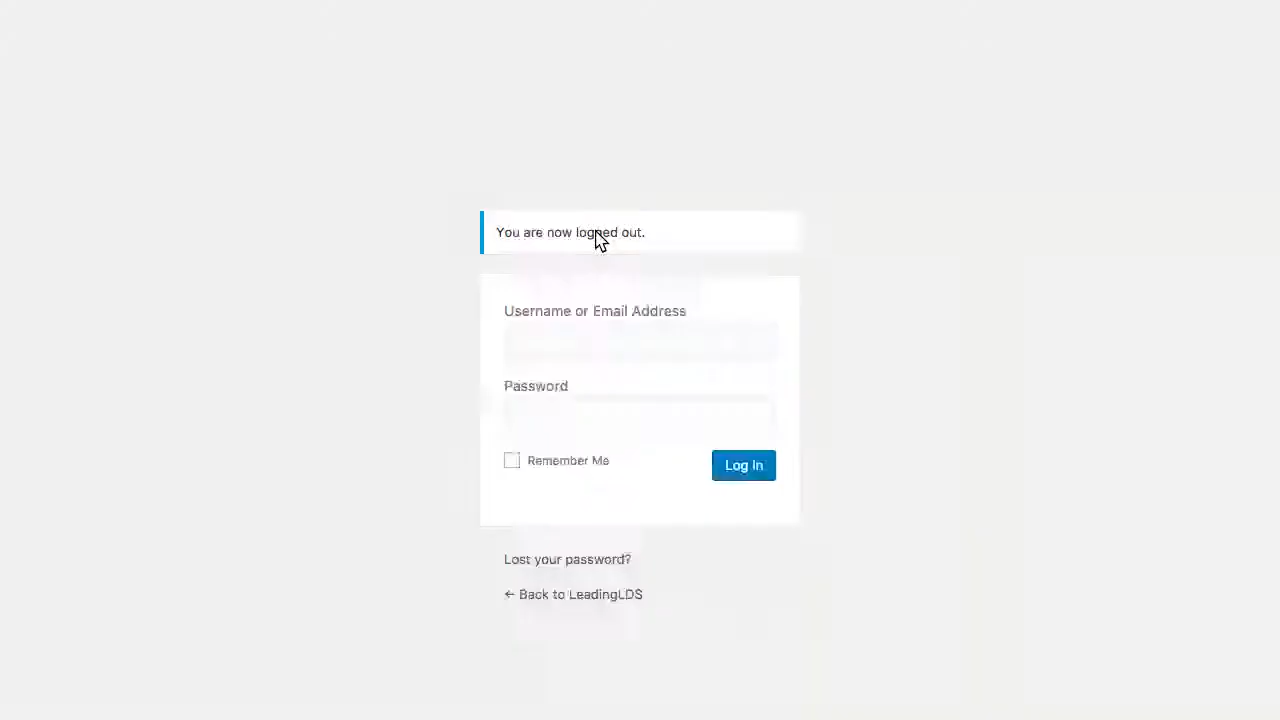 You are now logged out.
Username or Email Address
Password
Remember Me
Log In
Lost your password?
← Back to LeadingLDS